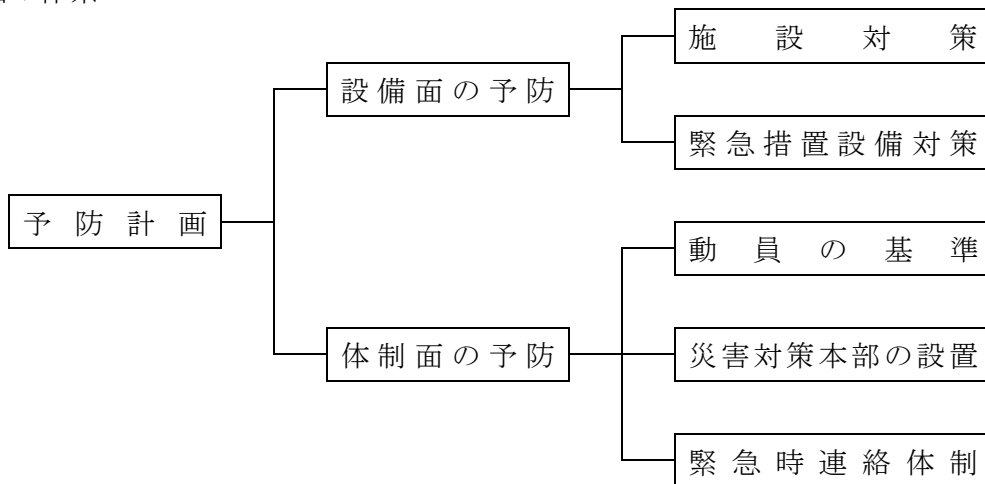 施設対策
設備面の予防
緊急措置設備対策
予防計画
動員の基準
体制面の予防
災害対策本部の設置
緊急時連絡体制